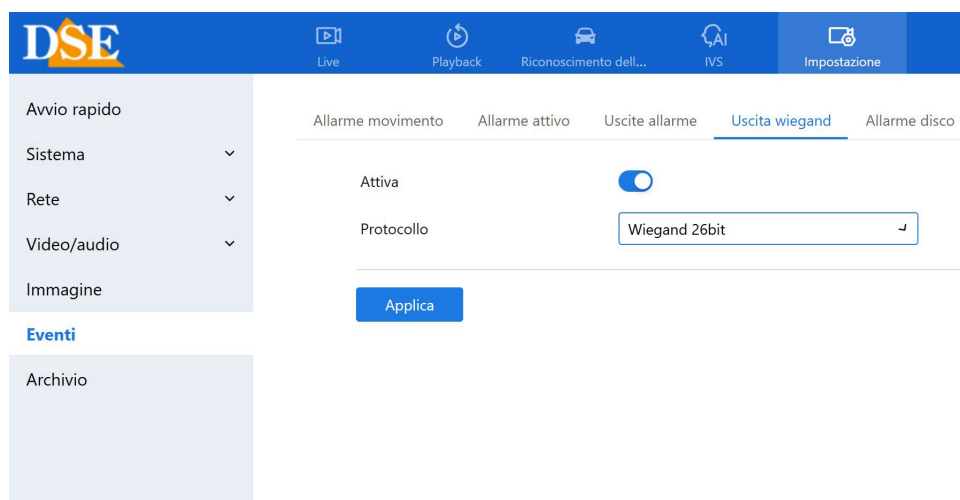 DSE
Live Playback Riconoscimento dell... IVS Impostazione
AI
Avvio rapido
Sistema
Rete
Video/audio
Immagine
Eventi
Archivio
Allarme movimento Allarme attivo Uscite allarme Uscita wiegand Allarme disco
Attiva
Protocollo Wiegand 26bit
Applica